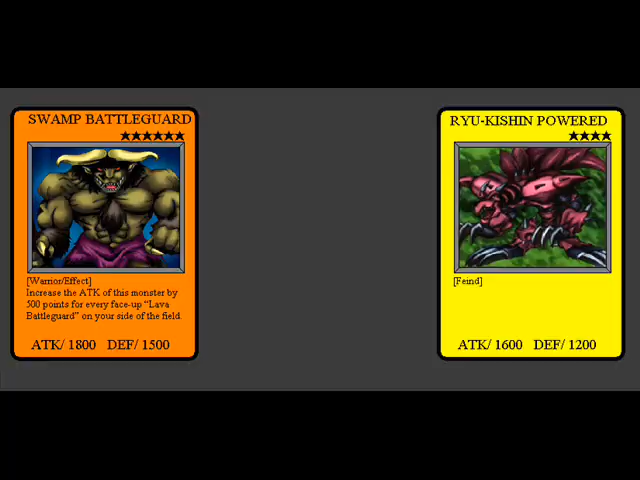 SWAMP BATTLEGUARD
[Warrior/Effect]
Increase the ATK of this monster by
500 points for every face-up “Lava
Battleguard” on your side of the field.
ATK/ 1800 DEF/ 1500
RYU-KISHIN POWERED
[Feind]
ATK/ 1600 DEF/ 1200